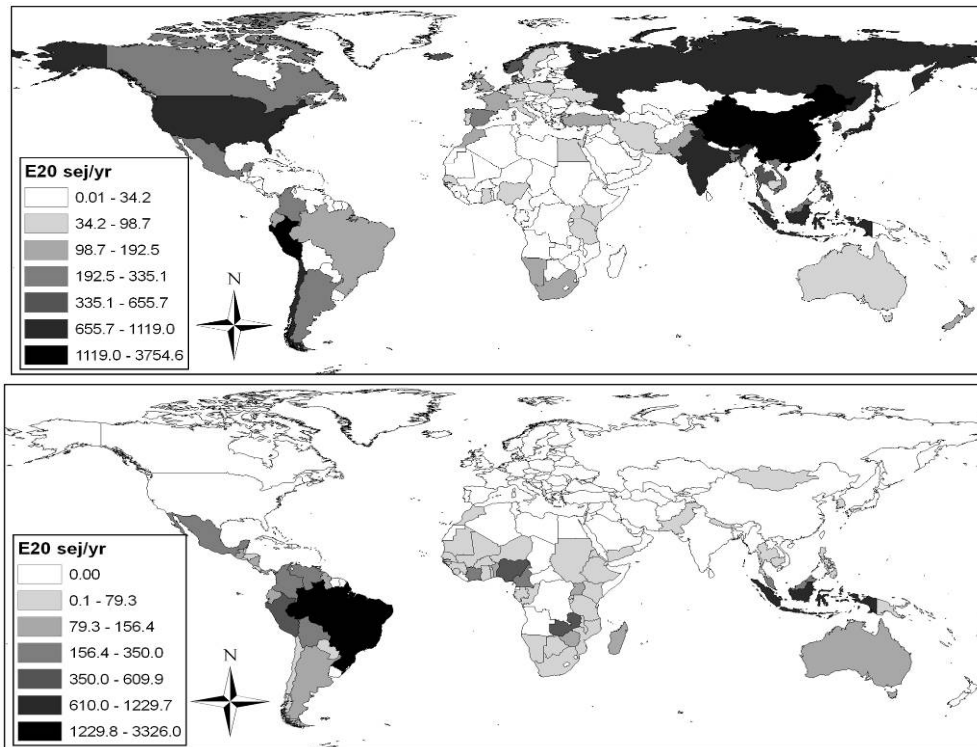 E20 sej/yr
0.01 - 34.2
34.2 - 98.7
98.7 - 192.5
192.5 - 335.1
335.1 - 655.7
655.7 - 1119.0
1119.0 - 3754.6
N
E20 sej/yr
0.00
0.1 - 79.3
79.3 - 156.4
156.4 - 350.0
350.0 - 609.9
610.0 - 1229.7
1229.8 - 3326.0
N